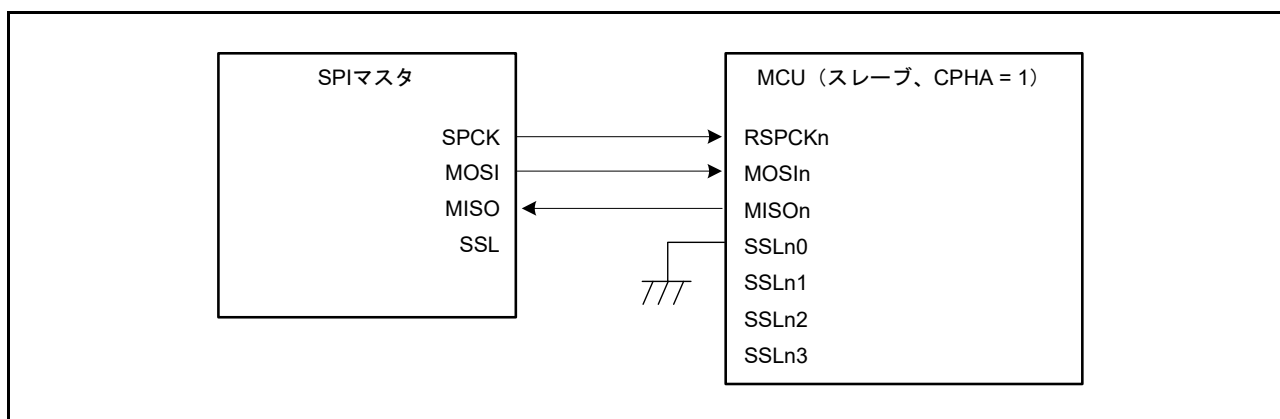 SPIマスタ
SPCK
MOSI
MISO
SSL
MCU（スレーブ、CPHA = 1）
RSPCKn
MOSIn
MISOn
SSLn0
SSLn1
SSLn2
SSLn3